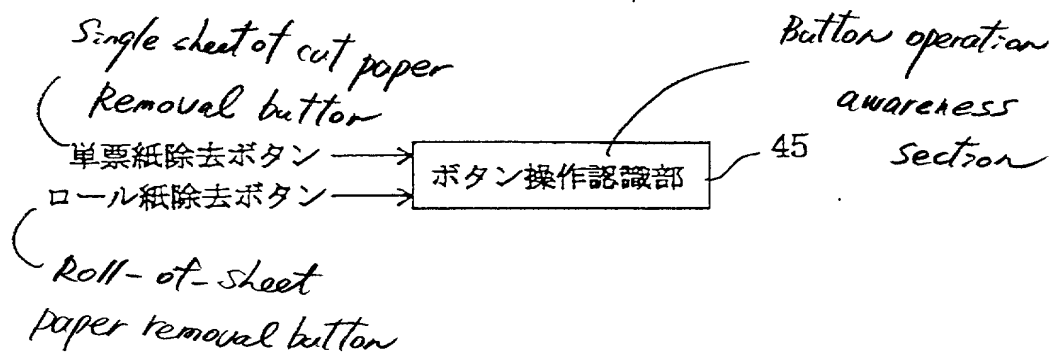 Single sheet of cut paper
Removal button
Button operation
awareness
section
単票紙除去ボタン
ロール紙除去ボタン
ボタン操作認識部
45
Roll-of-sheet
paper removal button